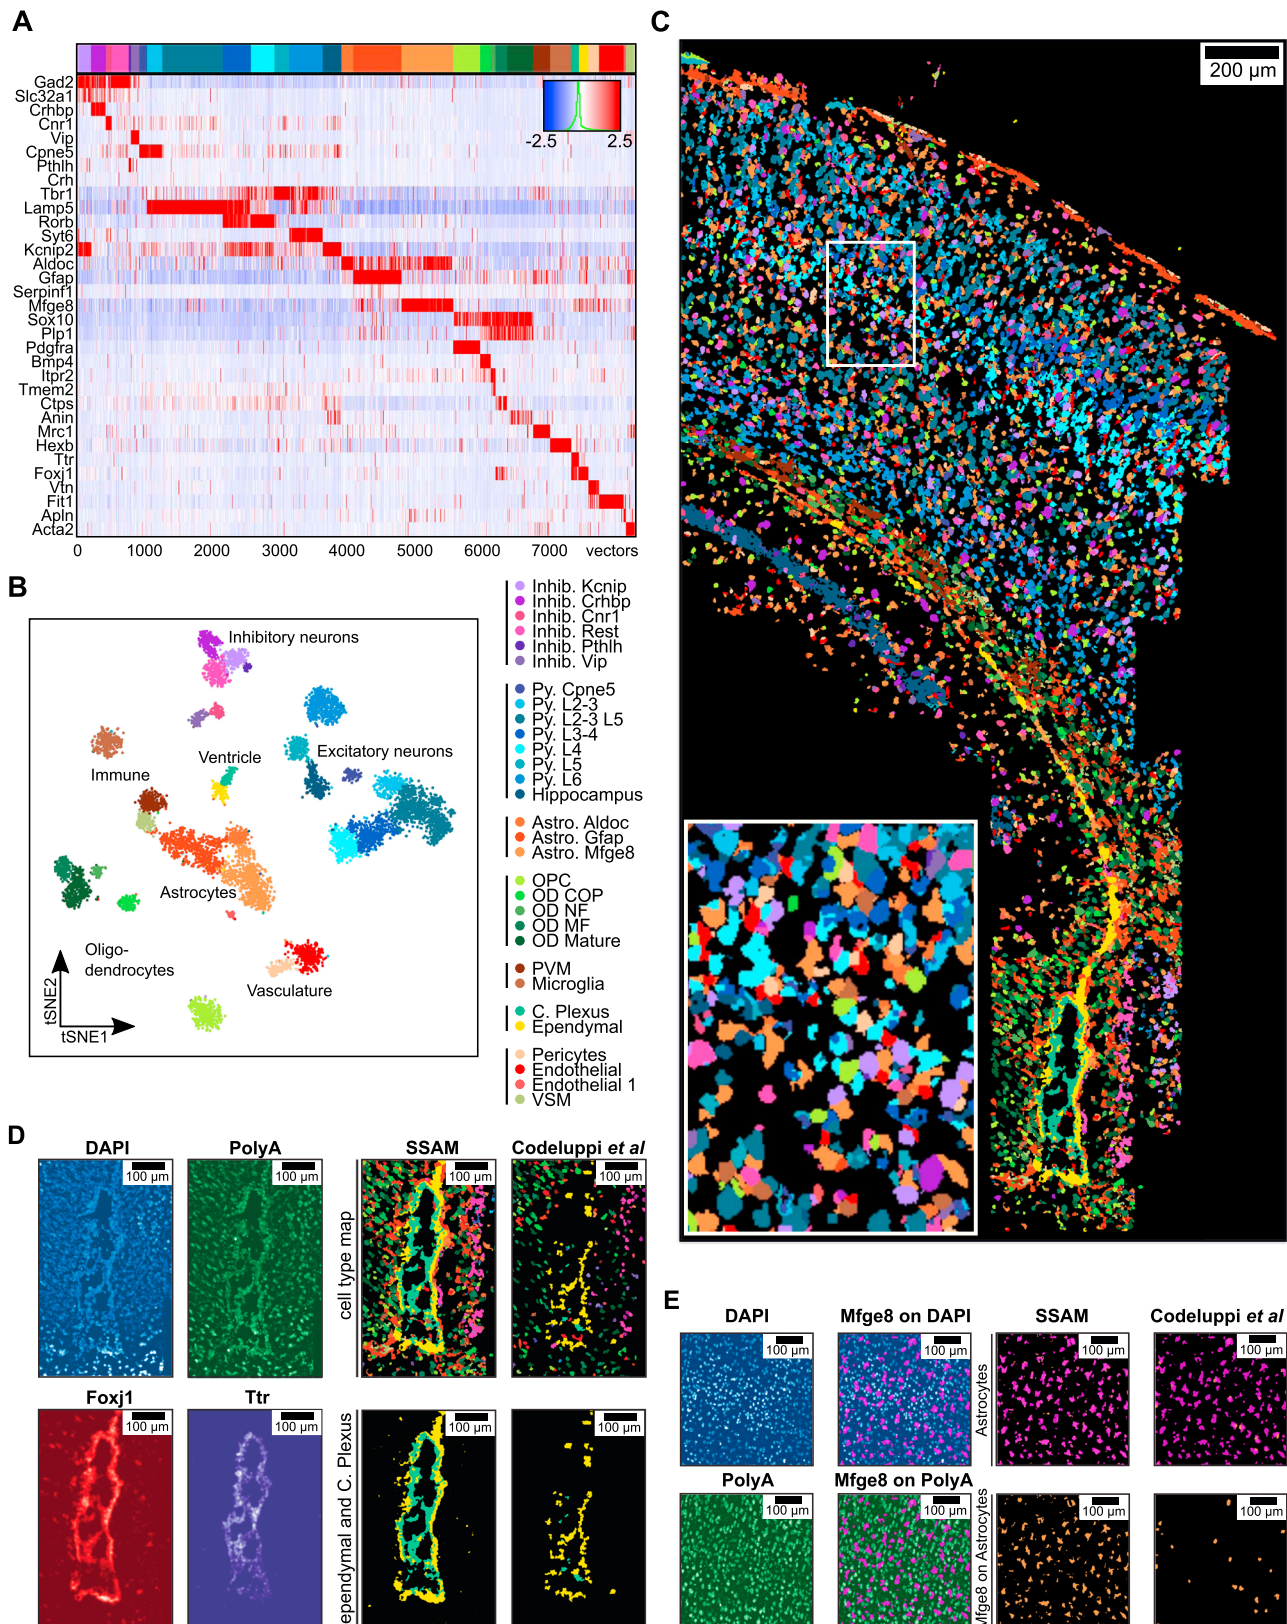 A
Gad2
Slc32a1
Crhbp
Cnr1
Vip
Cpne5
Pthlh
Crh
Tbr1
Lamp5
Rorb
Syt6
Kcnip2
Aldoc
Gfap
Serpinf1
Mfge8
Sox10
Plp1
Pdgfra
Bmp4
Itpr2
Tmem2
Ctps
Anin
Mrc1
Hexb
Ttr
Foxj1
Vtn
Fit1
Apln
Acta2
-2.5 2.5
0 1000 2000 3000 4000 5000 6000 7000 vectors
B
Inhibitory neurons
Ventricle
Excitatory neurons
Immune
Astrocytes
Oligo-
dendrocytes
Vasculature
tSNE2
tSNE1
Inhib. Kcnip
Inhib. Crhbp
Inhib. Cnr1
Inhib. Rest
Inhib. Pthlh
Inhib. Vip
Py. Cpne5
Py. L2-3
Py. L2-3 L5
Py. L3-4
Py. L4
Py. L5
Py. L6
Hippocampus
Astro. Aldoc
Astro. Gfap
Astro. Mfge8
OPC
OD COP
OD NF
OD MF
OD Mature
PVM
Microglia
C. Plexus
Ependymal
Pericytes
Endothelial
Endothelial 1
VSM
C
200 µm
D
DAPI PolyA SSAM Codeluppi et al
100 µm 100 µm 100 µm 100 µm
cell type map
Foxj1 Ttr
100 µm 100 µm 100 µm 100 µm
ependymal and C. Plexus
E
DAPI Mfge8 on DAPI SSAM Codeluppi et al
100 µm 100 µm 100 µm 100 µm
Astrocytes
PolyA Mfge8 on PolyA
100 µm 100 µm 100 µm 100 µm
Mfge8 on Astrocytes